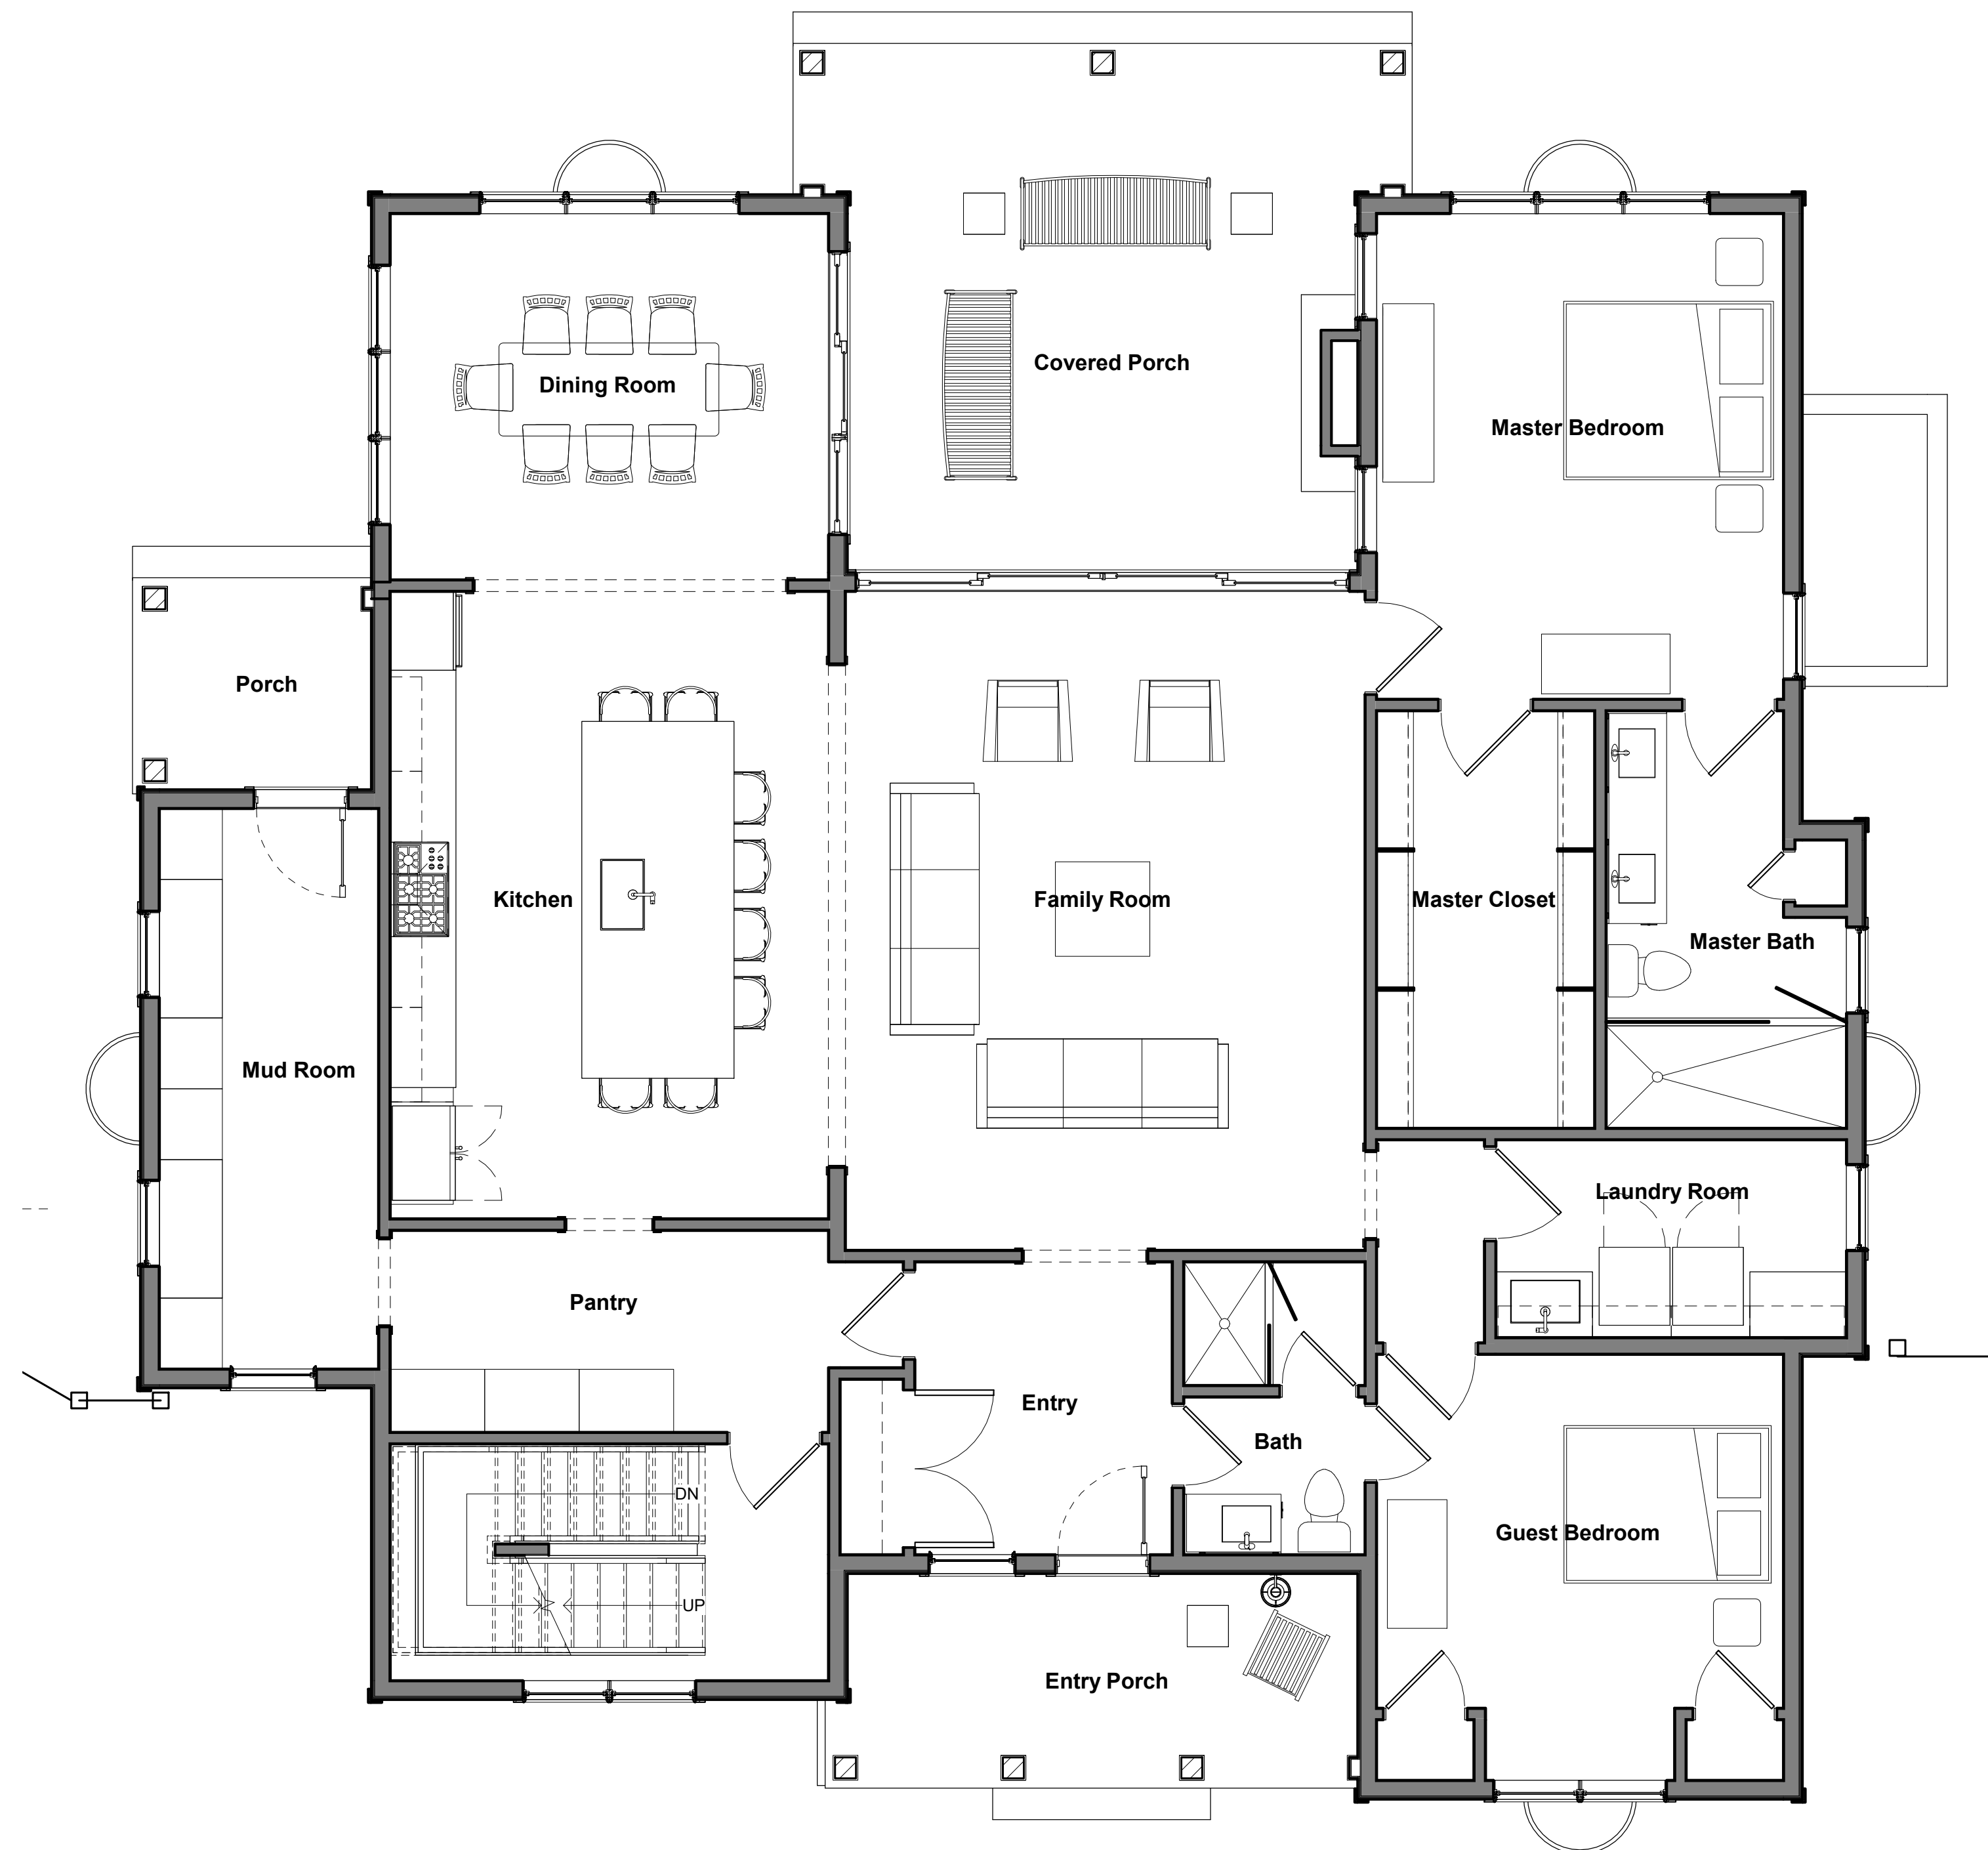 Covered Porch
Dining Room
Master Bedroom
Porch
Kitchen
Family Room
Master Closet
Master Bath
Mud Room
Laundry Room
Pantry
Entry
Bath
DN
Guest Bedroom
UP
Entry Porch